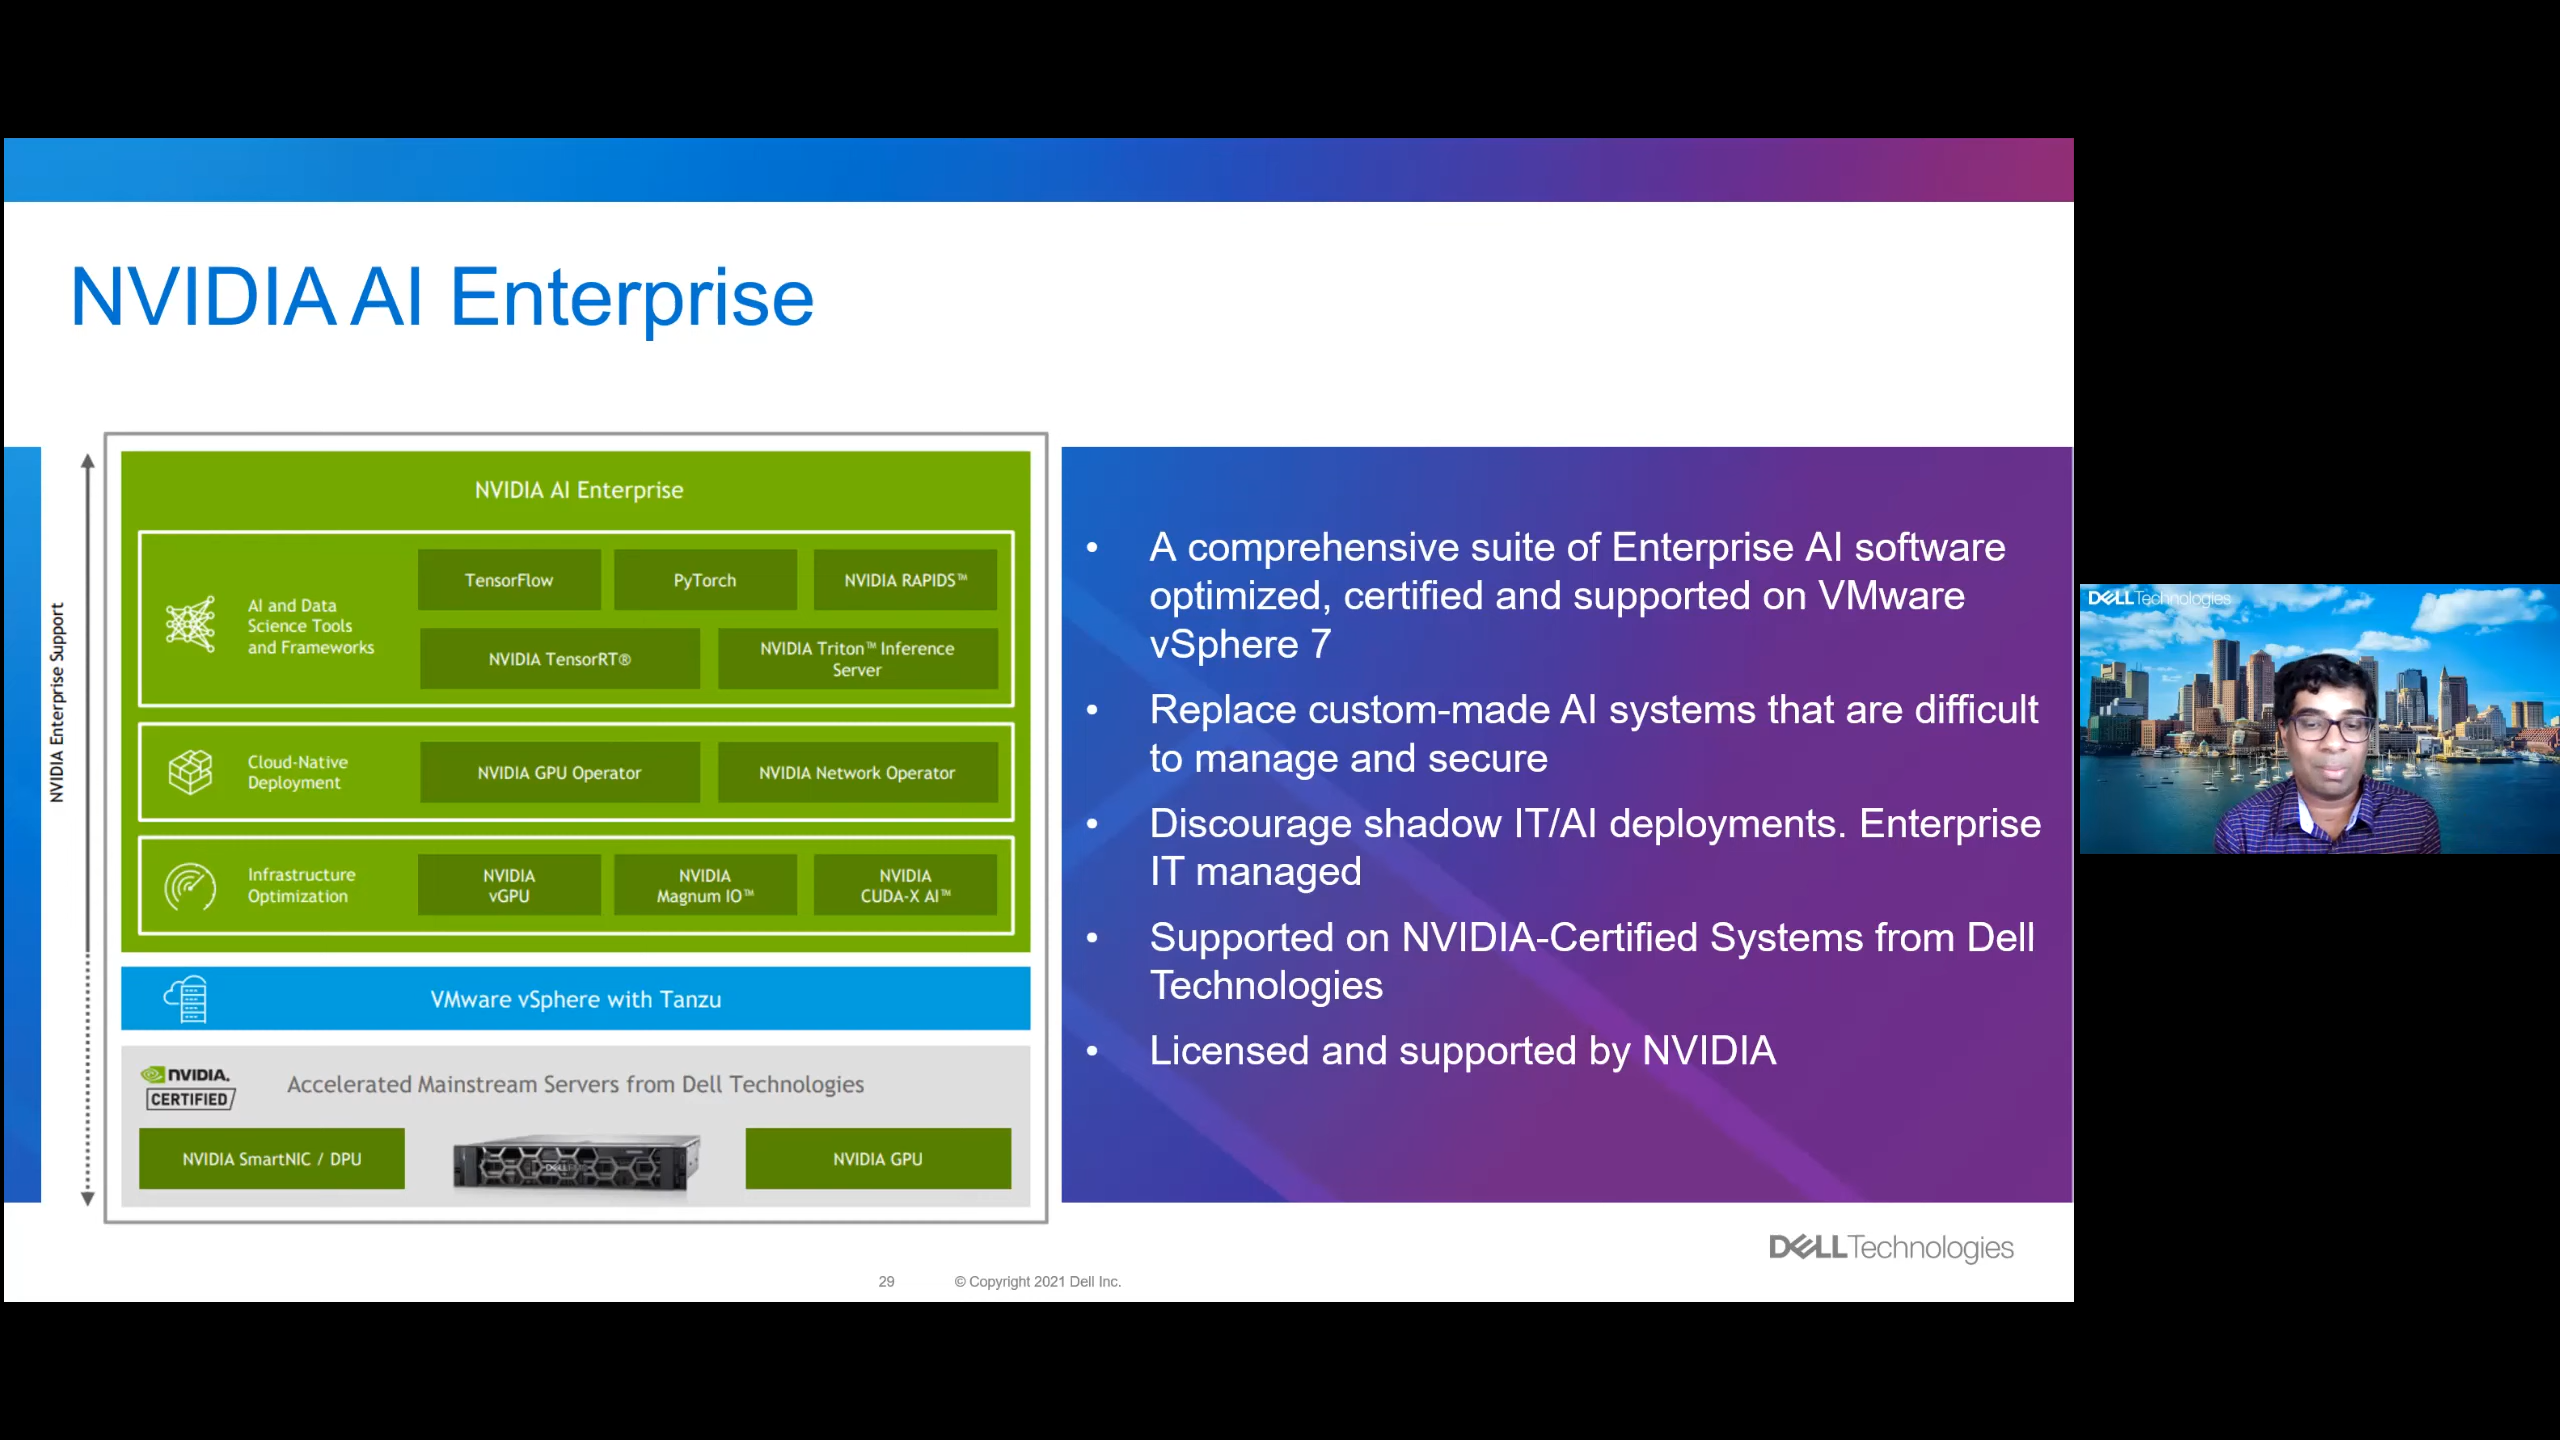 NVIDIA AI Enterprise
NVIDIA Enterprise Support
NVIDIA AI Enterprise
AI and Data
Science Tools
and Frameworks
TensorFlow
PyTorch
NVIDIA RAPIDS™
NVIDIA TensorRT®
NVIDIA Triton™ Inference
Server
Cloud-Native
Deployment
NVIDIA GPU Operator
NVIDIA Network Operator
Infrastructure
Optimization
NVIDIA
vGPU
NVIDIA
Magnum IO™
NVIDIA
CUDA-X AI™
VMware vSphere with Tanzu
NVIDIA.
CERTIFIED
Accelerated Mainstream Servers from Dell Technologies
NVIDIA SmartNIC / DPU
DELL
NVIDIA GPU
• A comprehensive suite of Enterprise AI software
optimized, certified and supported on VMware
vSphere 7
• Replace custom-made AI systems that are difficult
to manage and secure
• Discourage shadow IT/AI deployments. Enterprise
IT managed
• Supported on NVIDIA-Certified Systems from Dell
Technologies
• Licensed and supported by NVIDIA
DELL Technologies
29
© Copyright 2021 Dell Inc.
DELL Technologies